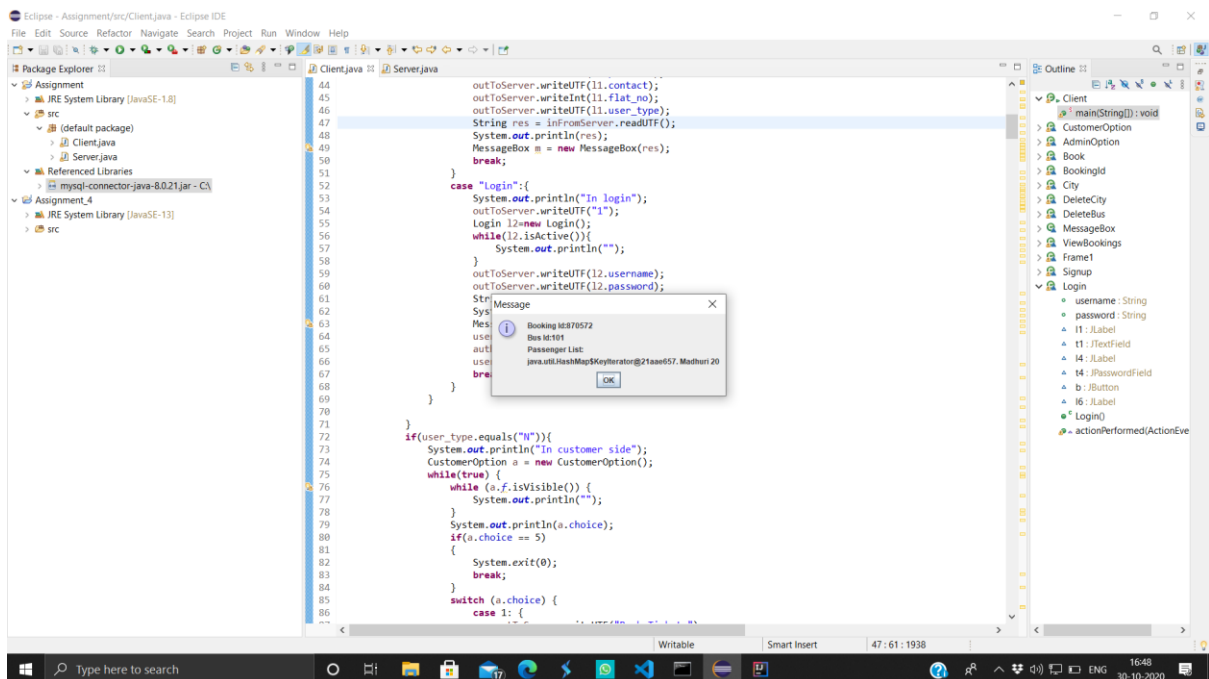 Eclipse - Assignment/src/Client.java - Eclipse IDE
File Edit Source Refactor Navigate Search Project Run Window Help
Package Explorer
Assignment
JRE System Library [JavaSE-1.8]
src
(default package)
Client.java
Server.java
Referenced Libraries
mysql-connector-java-8.0.21.jar - C:\
Assignment_4
JRE System Library [JavaSE-13]
src
Client.java Server.java
44 outToServer.writeUTF(l1.contact);
45 outToServer.writeInt(l1.flat_no);
46 outToServer.writeUTF(l1.user_type);
47 String res = inFromServer.readUTF();
48 System.out.println(res);
49 MessageBox m = new MessageBox(res);
50 break;
51 }
52 case "Login":{
53 System.out.println("In login");
54 outToServer.writeUTF("1");
55 Login l2=new Login();
56 while(l2.isActive()){
57 System.out.println("");
58 }
59 outToServer.writeUTF(l2.username);
60 outToServer.writeUTF(l2.password);
61 Str
62 Sys
63 Mes
64 use
65 aut
66 use
67 bre
68 }
69 }
70
71 }
72 if(user_type.equals("N")){
73 System.out.println("In customer side");
74 CustomerOption a = new CustomerOption();
75 while(true) {
76 while (a.f.isVisible()) {
77 System.out.println("");
78 }
79 System.out.println(a.choice);
80 if(a.choice == 5)
81 {
82 System.exit(0);
83 break;
84 }
85 switch (a.choice) {
86 case 1: {
Message
Booking Id:870572
Bus Id:101
Passenger List:
java.util.HashMap$KeyIterator@21aae657. Madhuri 20
OK
Outline
Client
main(String[]) : void
CustomerOption
AdminOption
Book
BookingId
City
DeleteCity
DeleteBus
MessageBox
ViewBookings
Frame1
Signup
Login
username : String
password : String
l1 : JLabel
t1 : JTextField
l4 : JLabel
t4 : JPasswordField
b : JButton
l6 : JLabel
Login()
actionPerformed(ActionEve
Writable Smart Insert 47 : 61 : 1938
Type here to search
17
ENG
16:48
30-10-2020